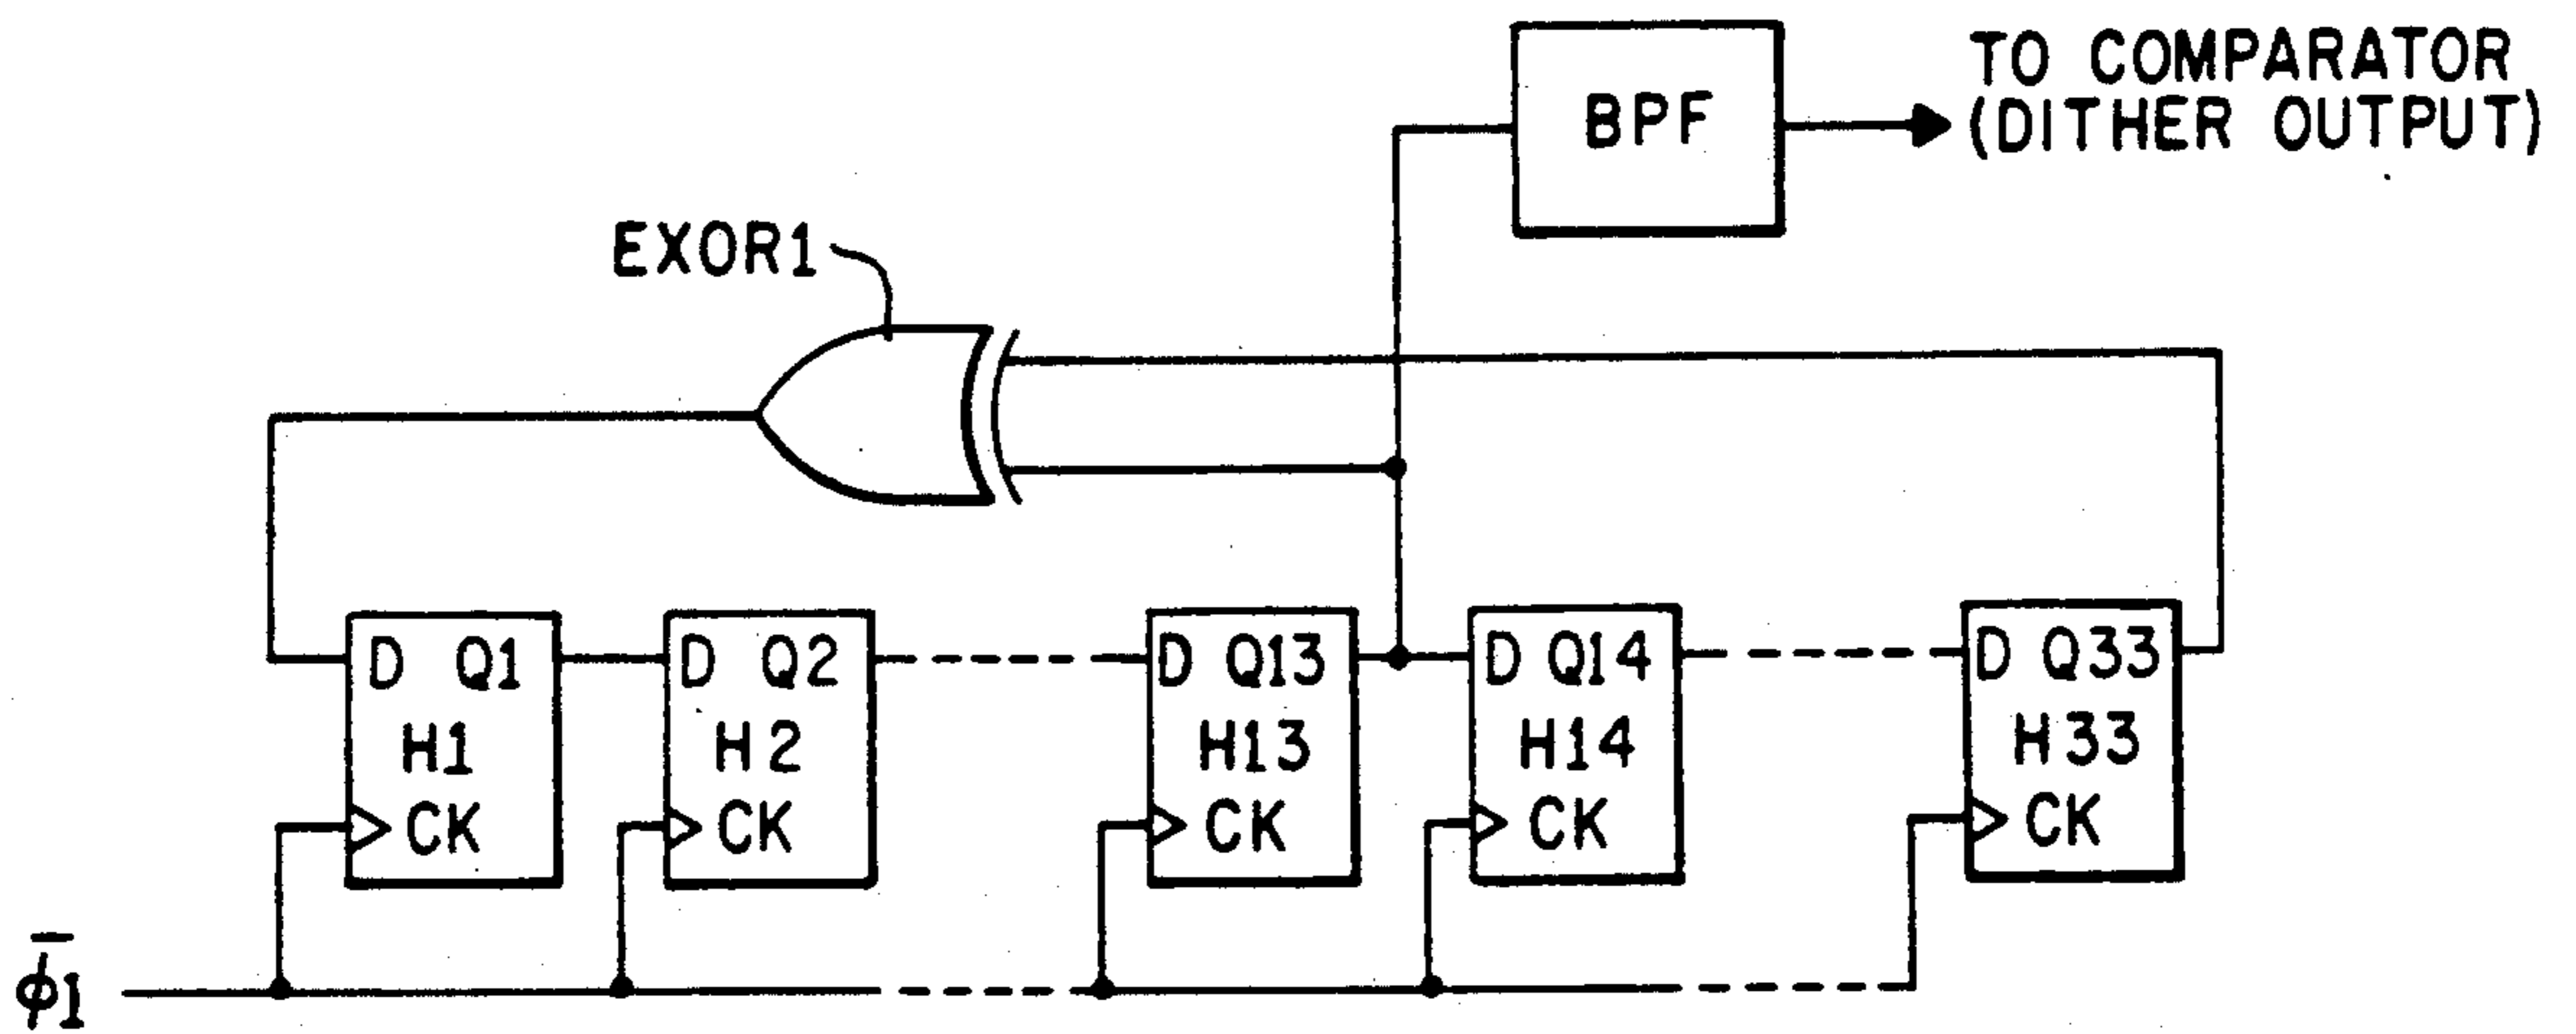 TO COMPARATOR
(DITHER OUTPUT)
BPF
EXOR1
D Q1
H1
CK
D Q2
H2
CK
D Q13
H13
CK
D Q14
H14
CK
D Q33
H33
CK
ϕ̅1